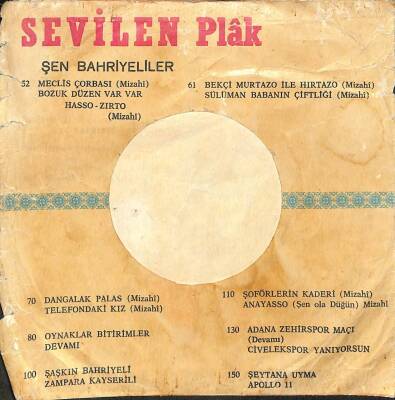 SEVİLEN Plâk
ŞEN BAHRİYELİLER
52 MECLİS ÇORBASI (Mizahî)
BOZUK DÜZEN VAR VAR
HASSO - ZIRTO
(Mizahî)
61 BEKÇİ MURTAZO İLE HIRTAZO (Mizahî)
SÜLÜMAN BABANIN ÇİFTLİĞİ (Mizahî)
70 DANGALAK PALAS (Mizahî)
TELEFONDAKİ KIZ (Mizahî)
80 OYNAKLAR BİTİRİMLER
DEVAMI
100 ŞAŞKIN BAHRİYELİ
ZAMPARA KAYSERİLİ
110 ŞOFÖRLERİN KADERİ (Mizahî)
ANAYASSO (Şen ola Düğün) Mizahî
130 ADANA ZEHİRSPOR MAÇI
(Devamı)
CİVELEKSPOR YANIYORSUN
150 ŞEYTANA UYMA
APOLLO 11